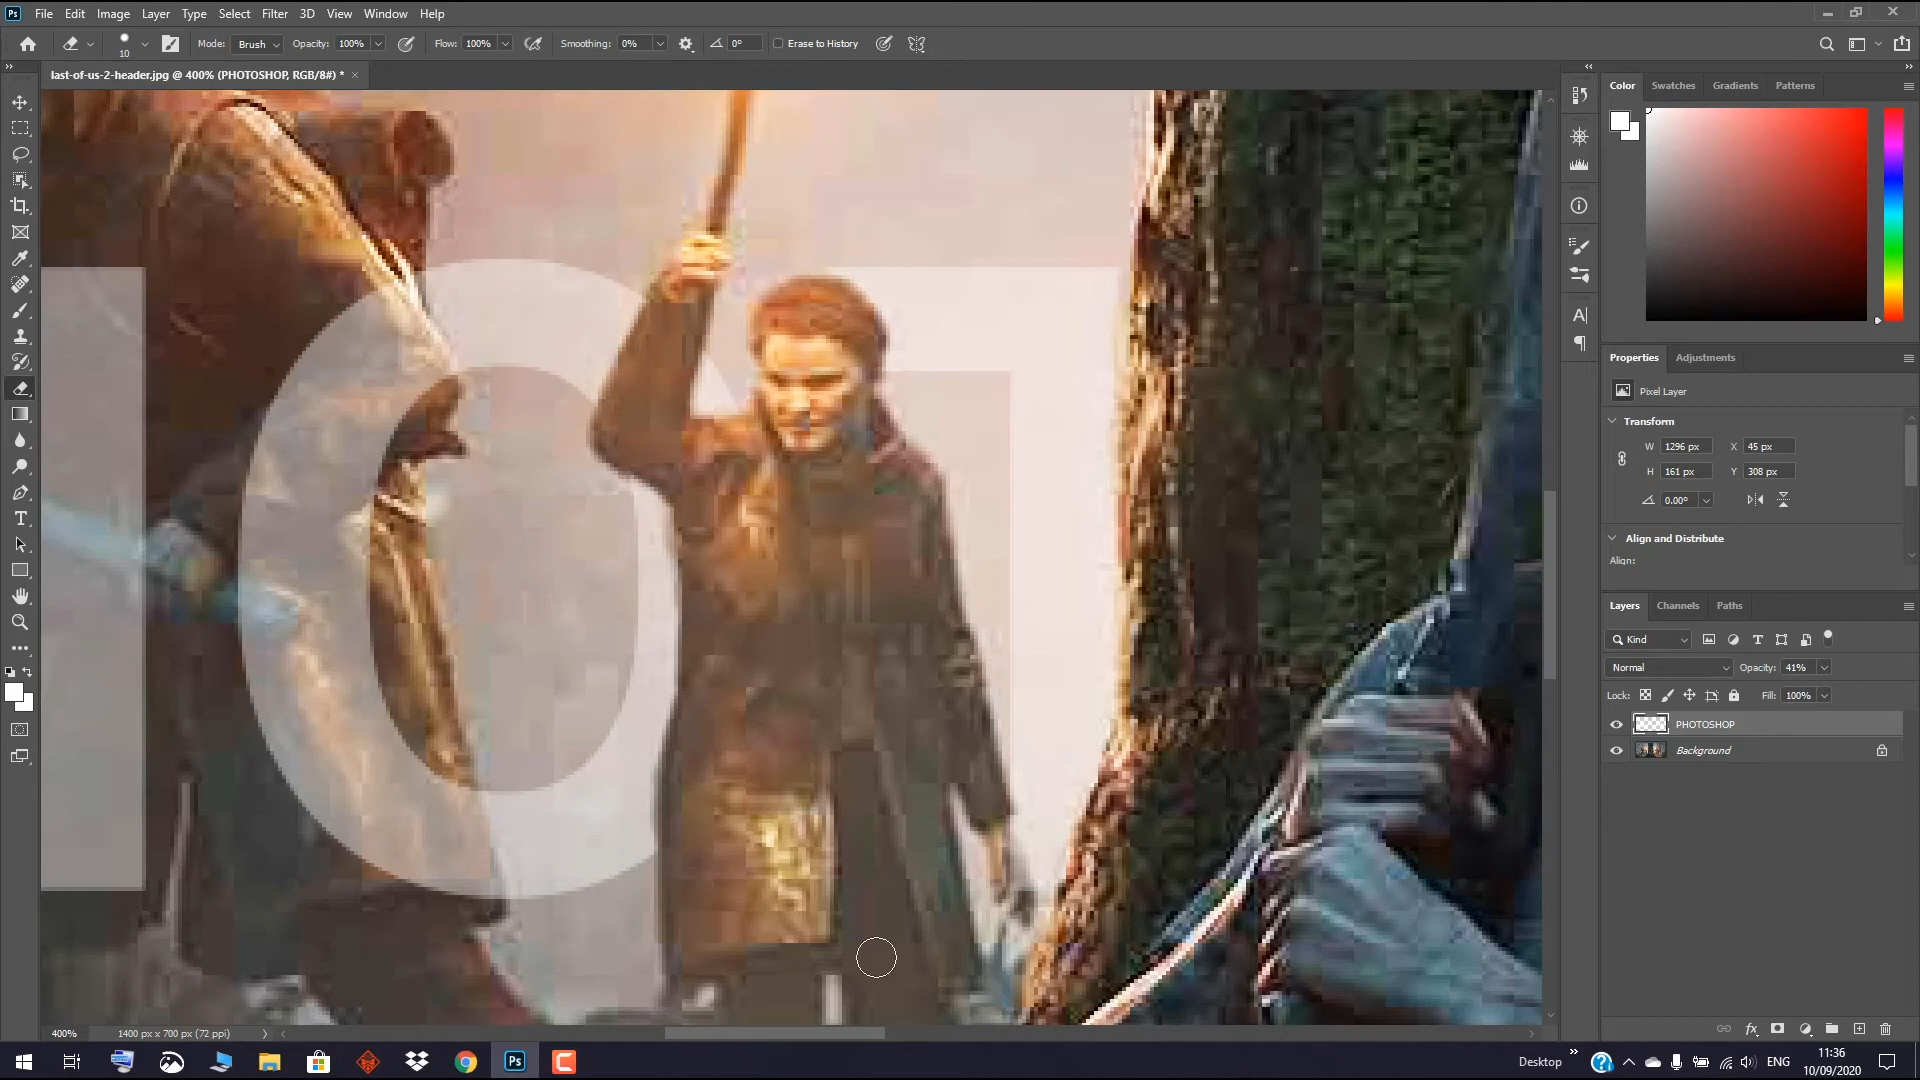 Ps File Edit Image Layer Type Select Filter 3D View Window Help
10 Mode: Brush Opacity: 100% Flow: 100% Smoothing: 0% 0° Erase to History
last-of-us-2-header.jpg @ 400% (PHOTOSHOP, RGB/8#) * ×
Color Swatches Gradients Patterns
Properties Adjustments
Pixel Layer
Transform
W 1296 px X 45 px
H 161 px Y 308 px
0.00°
Align and Distribute
Align:
Layers Channels Paths
Kind
Normal Opacity: 41%
Lock: Fill: 100%
PHOTOSHOP
Background
400% 1400 px x 700 px (72 ppi)
Ps Desktop ENG 11:36
10/09/2020